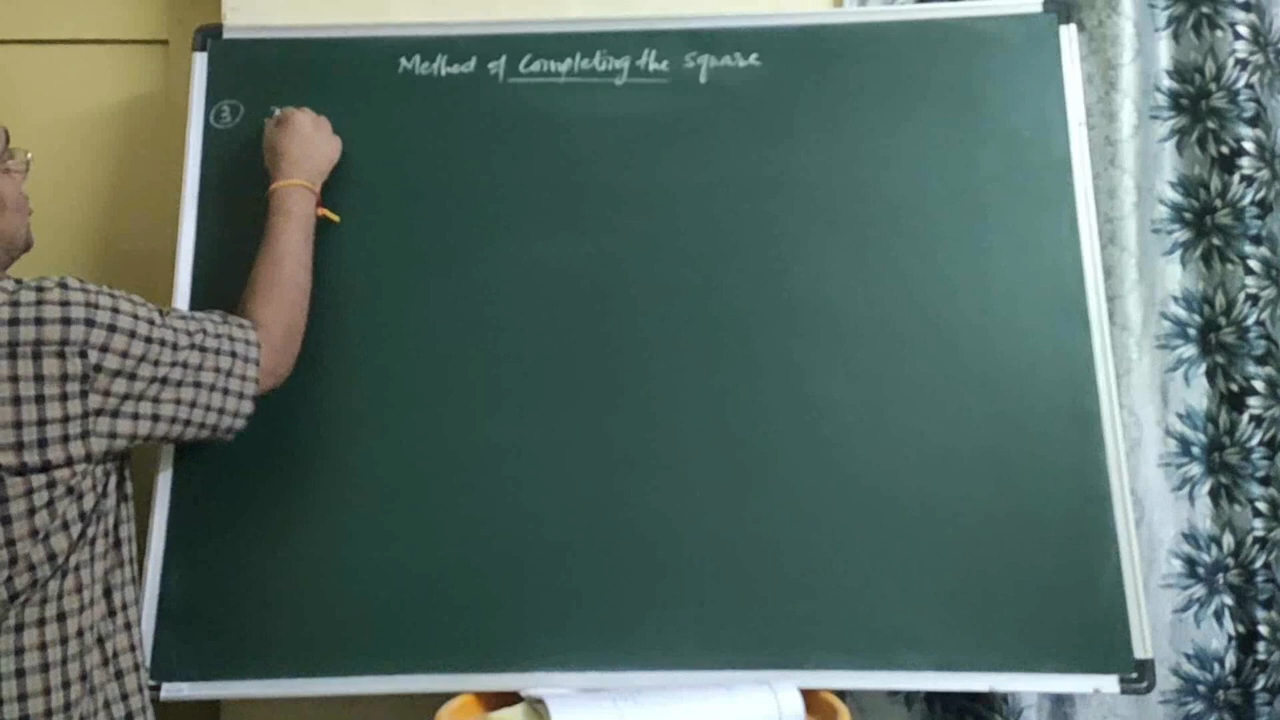 Method of Completing the square
③